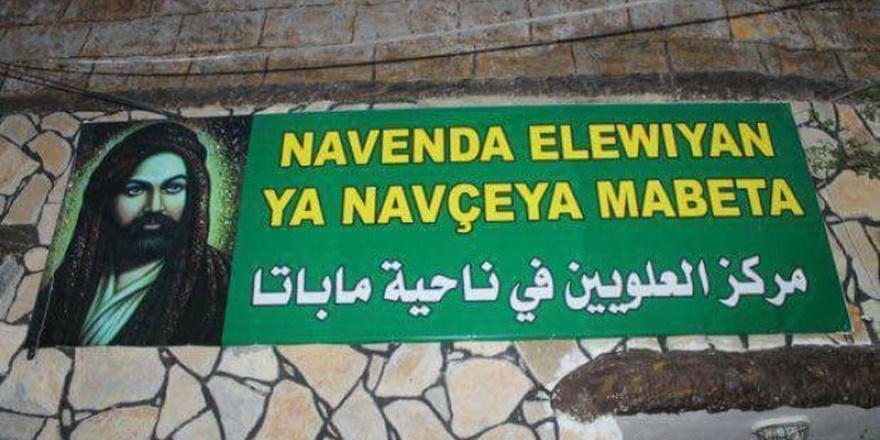 NAVENDA ELEWIYAN
YA NAVÇEYA MABETA
مركز العلويين في ناحية ماباتا